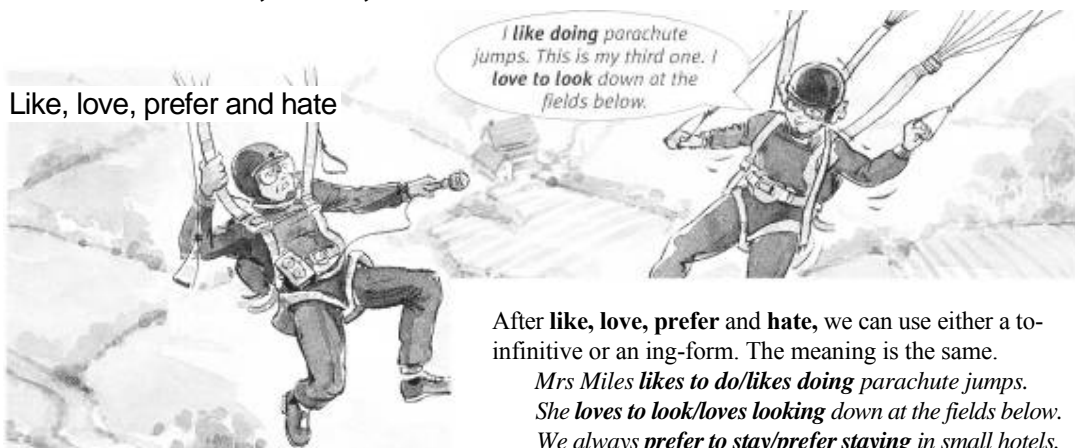 I like doing parachute
jumps. This is my third one. I
love to look down at the
fields below.
Like, love, prefer and hate
After like, love, prefer and hate, we can use either a to-
infinitive or an ing-form. The meaning is the same.
Mrs Miles likes to do/likes doing parachute jumps.
She loves to look/loves looking down at the fields below.
We always prefer to stay/prefer staying in small hotels.